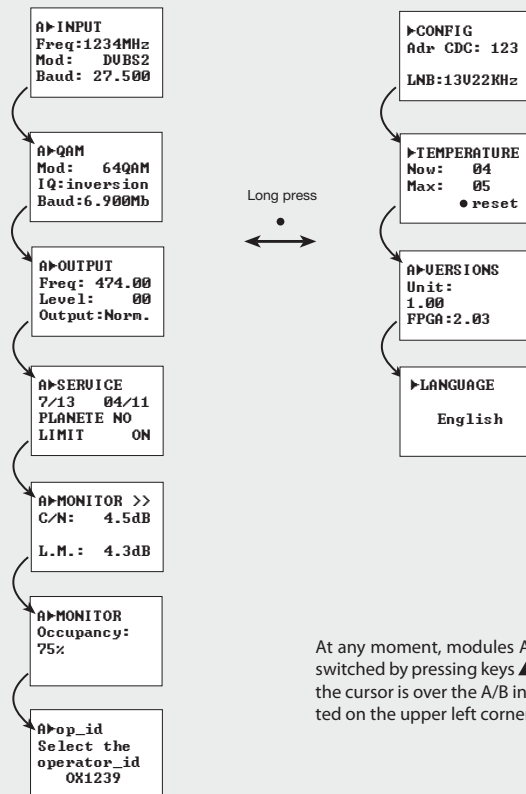 A▶INPUT
Freq:1234MHz
Mod: DVBS2
Baud: 27.500
A▶QAM
Mod: 64QAM
IQ:inversion
Baud:6.900Mb
A▶OUTPUT
Freq: 474.00
Level: 00
Output:Norm.
A▶SERVICE
7/13 04/11
PLANETE NO
LIMIT ON
A▶MONITOR >>
C/N: 4.5dB
L.M.: 4.3dB
A▶MONITOR
Occupancy:
75%
A▶op_id
Select the
operator_id
OX1239
Long press
●
▶CONFIG
Adr CDC: 123
LNB:13V22KHz
▶TEMPERATURE
Now: 04
Max: 05
● reset
A▶VERSIONS
Unit:
1.00
FPGA:2.03
▶LANGUAGE
English
At any moment, modules A
switched by pressing keys ▲
the cursor is over the A/B in
ted on the upper left corne